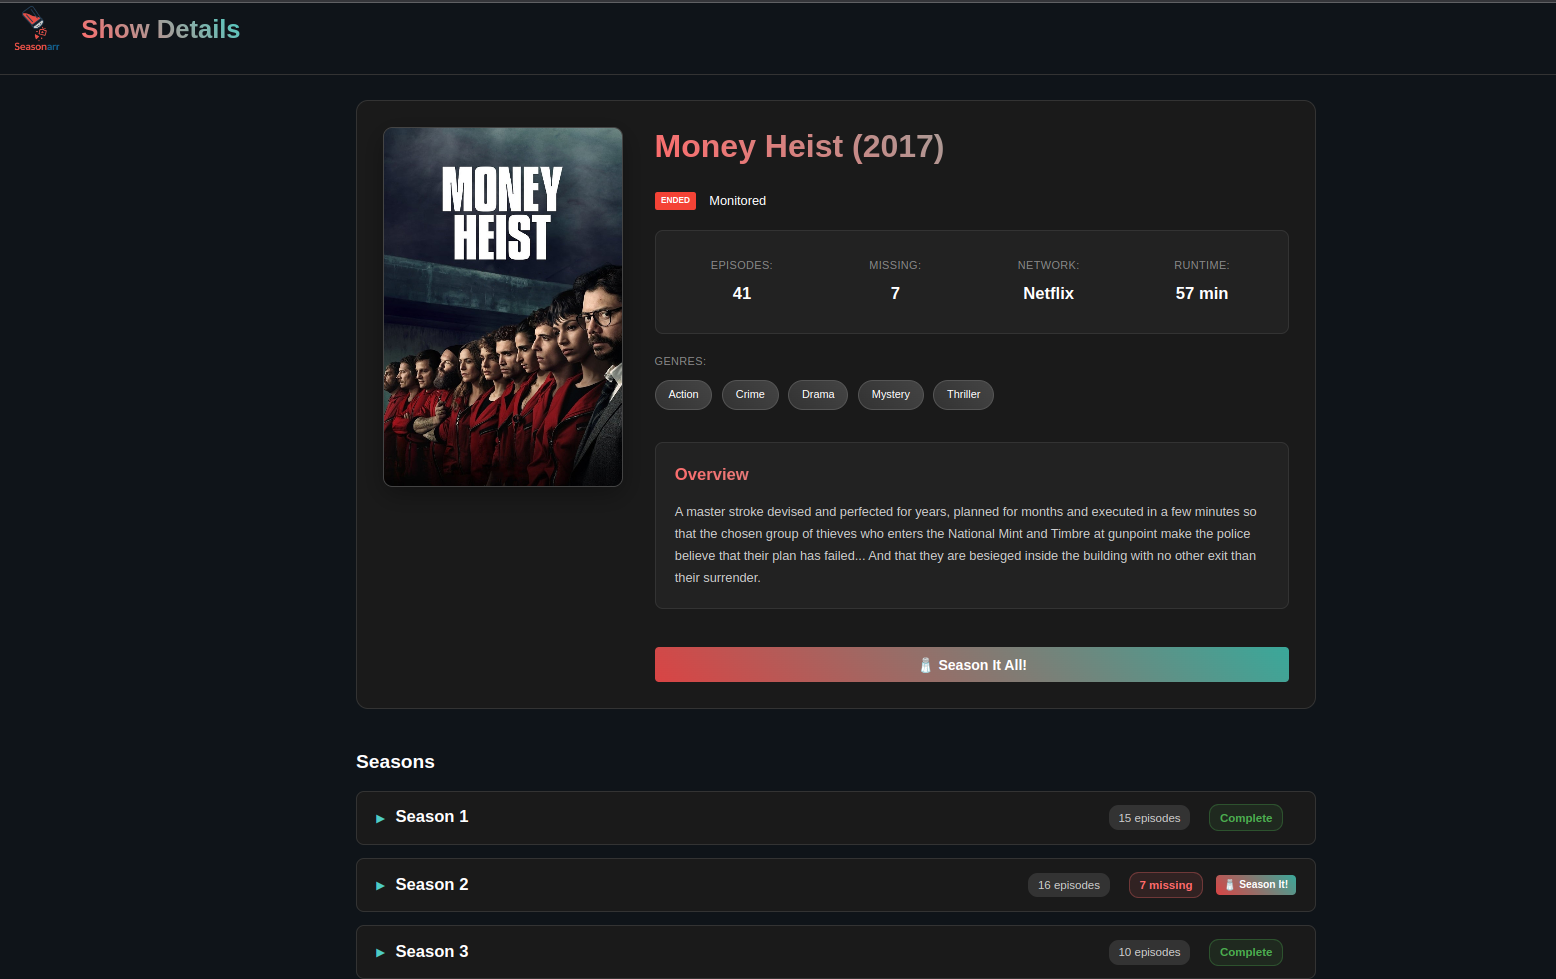 Seasonarr
Show Details
MONEY
HEIST
Money Heist (2017)
ENDED Monitored
EPISODES: MISSING: NETWORK: RUNTIME:
41 7 Netflix 57 min
GENRES:
Action Crime Drama Mystery Thriller
Overview
A master stroke devised and perfected for years, planned for months and executed in a few minutes so
that the chosen group of thieves who enters the National Mint and Timbre at gunpoint make the police
believe that their plan has failed... And that they are besieged inside the building with no other exit than
their surrender.
Season It All!
Seasons
Season 1 15 episodes Complete
Season 2 16 episodes 7 missing Season It!
Season 3 10 episodes Complete